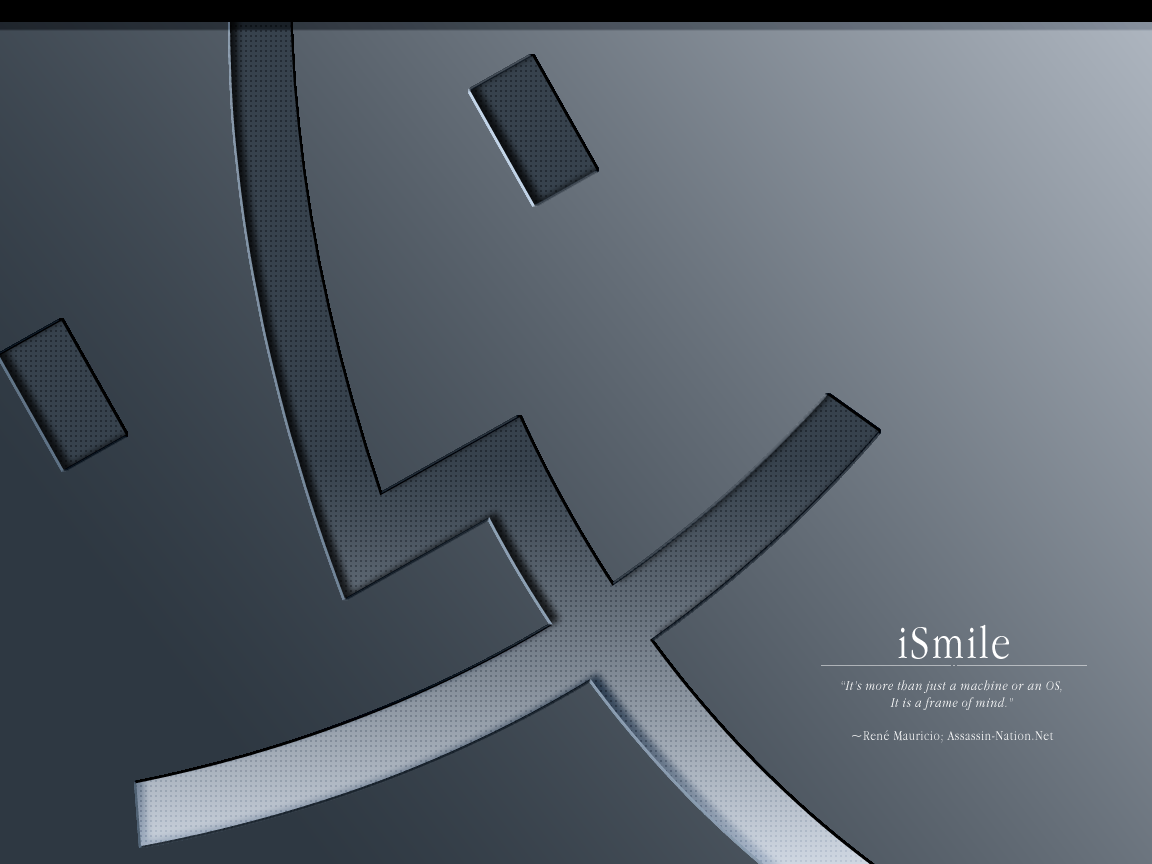 iSmile
"It's more than just a machine or an OS,
It is a frame of mind."
~René Mauricio; Assassin-Nation.Net